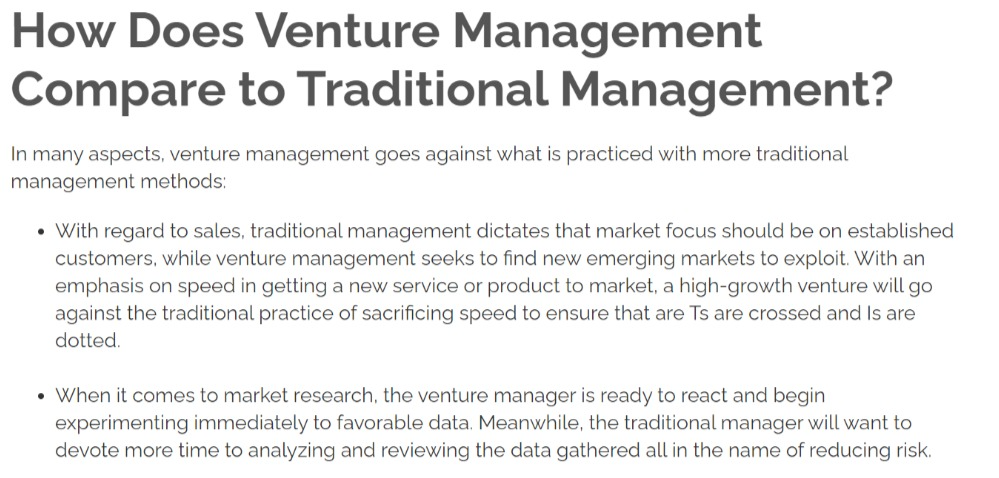 How Does Venture Management
Compare to Traditional Management?
In many aspects, venture management goes against what is practiced with more traditional
management methods:
• With regard to sales, traditional management dictates that market focus should be on established
customers, while venture management seeks to find new emerging markets to exploit. With an
emphasis on speed in getting a new service or product to market, a high-growth venture will go
against the traditional practice of sacrificing speed to ensure that are Ts are crossed and Is are
dotted.
• When it comes to market research, the venture manager is ready to react and begin
experimenting immediately to favorable data. Meanwhile, the traditional manager will want to
devote more time to analyzing and reviewing the data gathered all in the name of reducing risk.